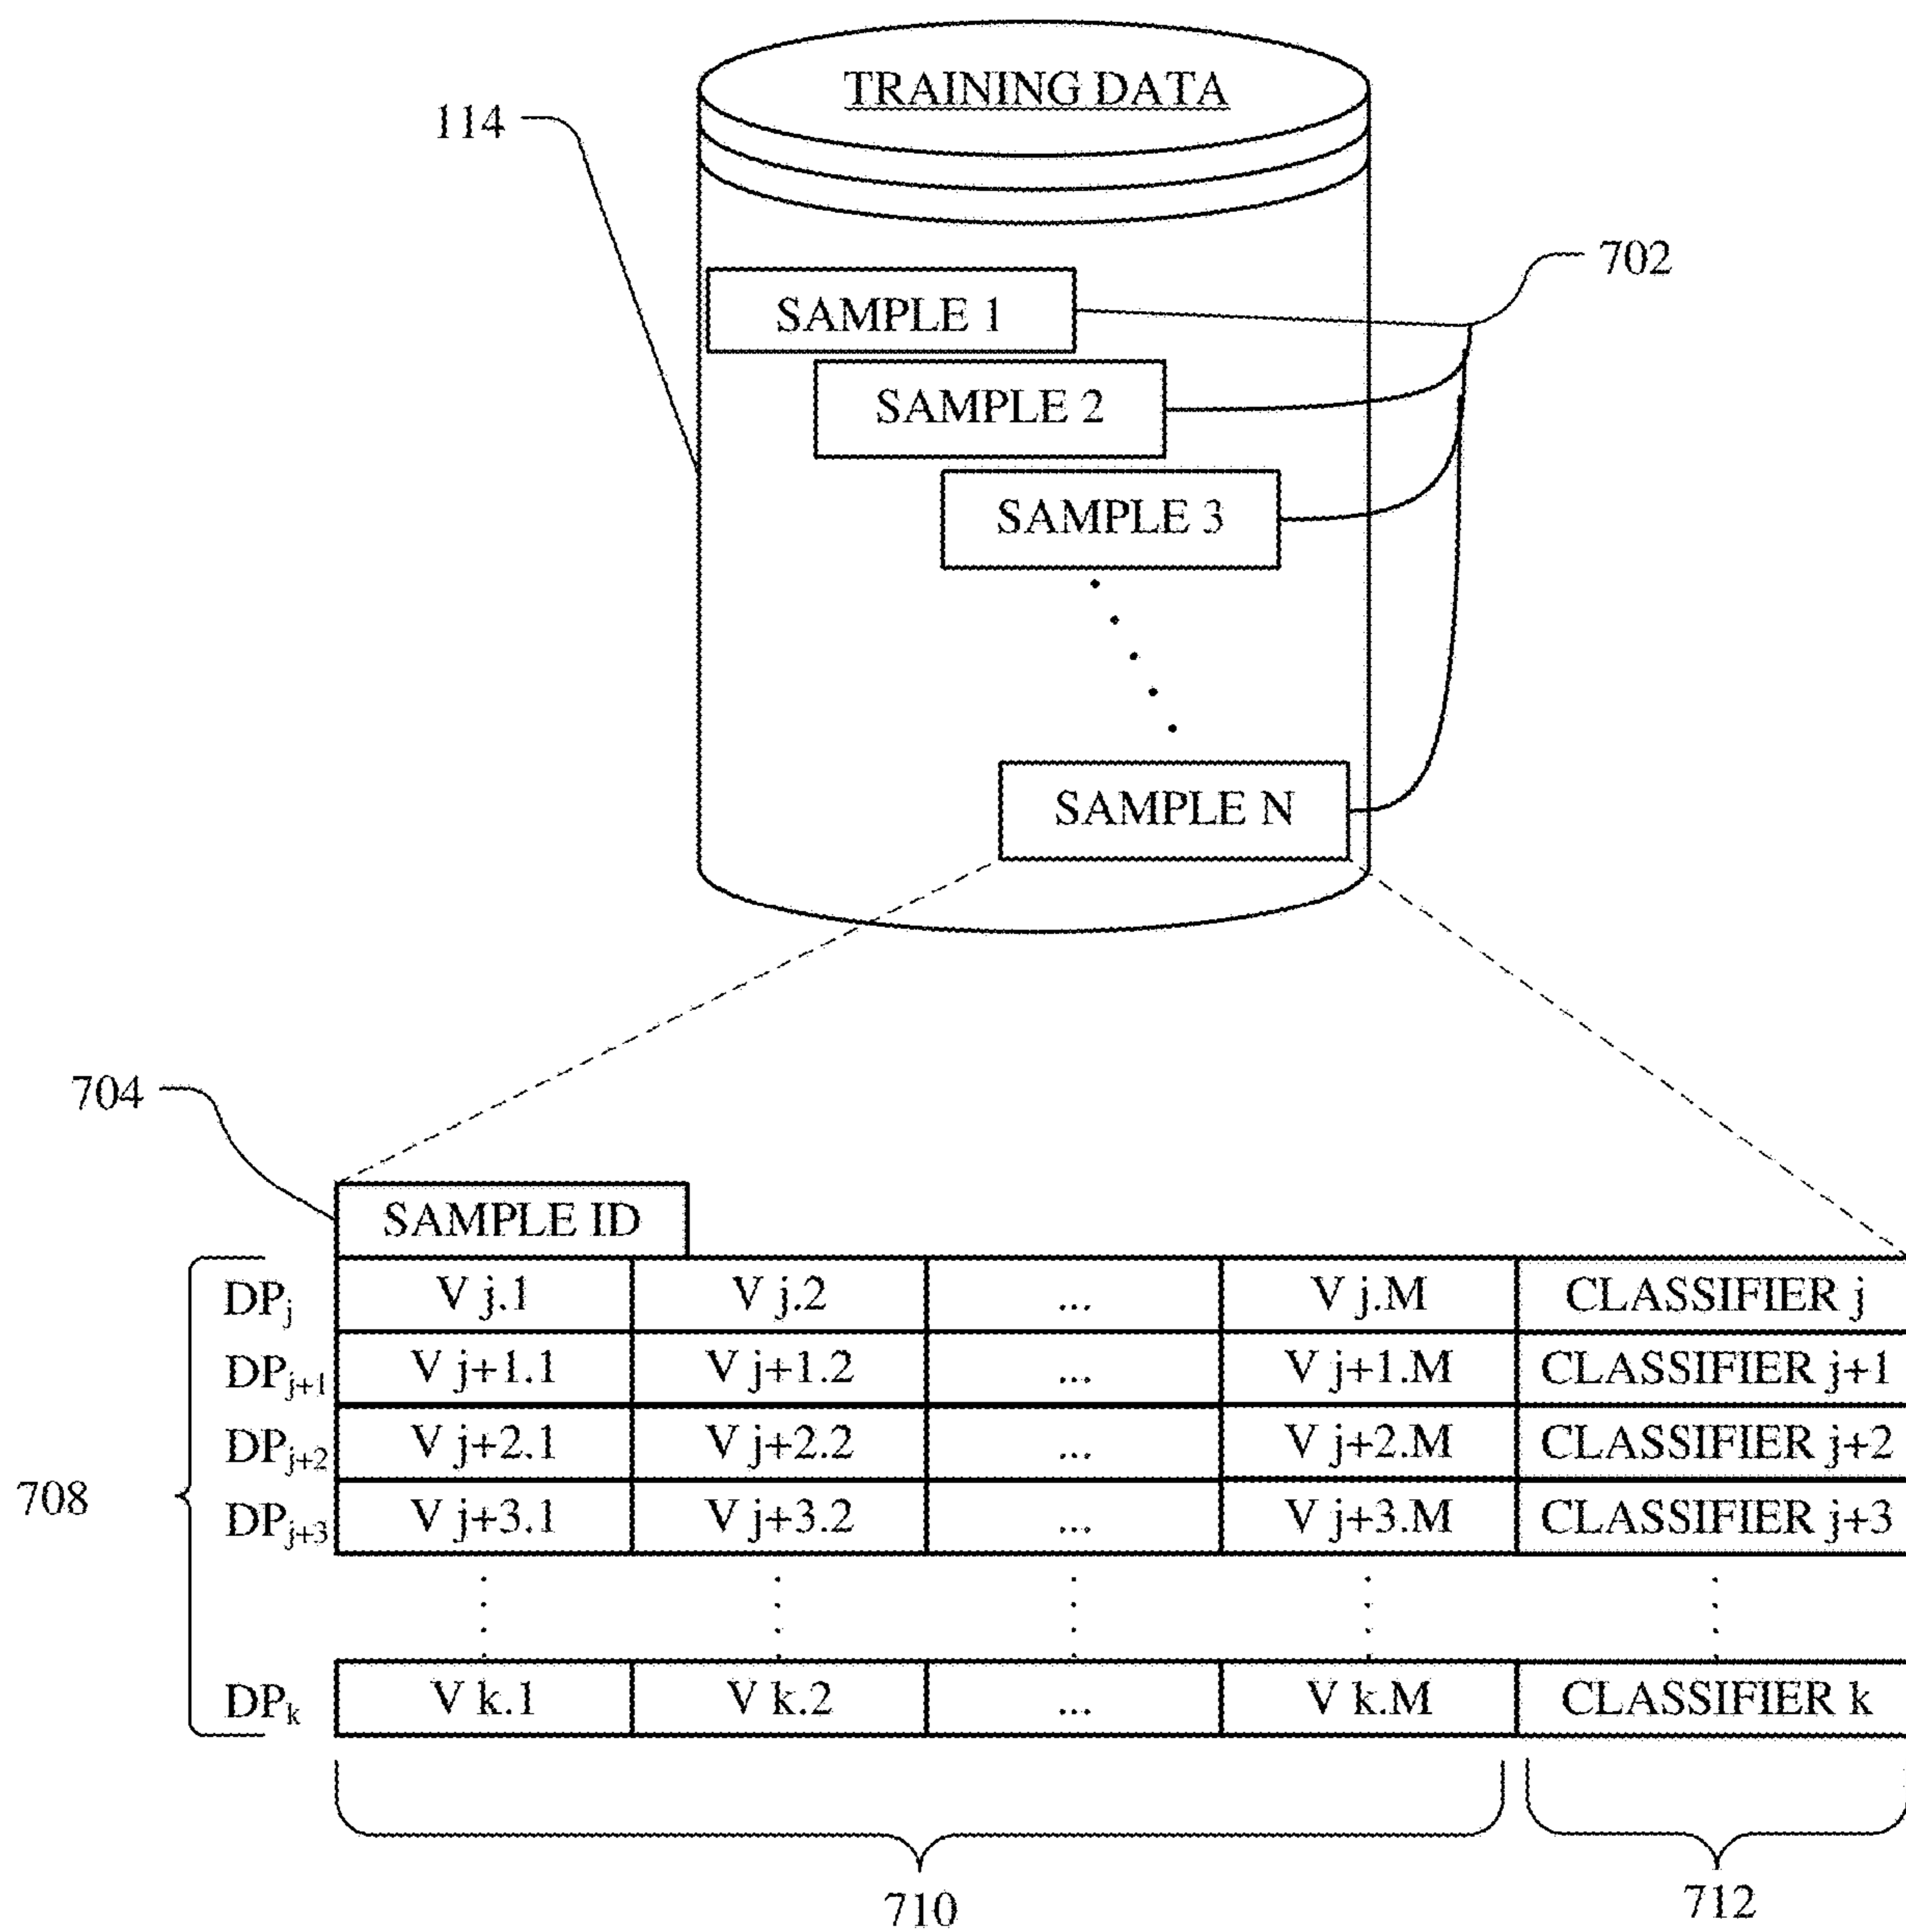 TRAINING DATA
114
702
SAMPLE 1
SAMPLE 2
SAMPLE 3
SAMPLE N
704
SAMPLE ID
DPj V j.1 V j.2 ... V j.M CLASSIFIER j
DPj+1 V j+1.1 V j+1.2 ... V j+1.M CLASSIFIER j+1
DPj+2 V j+2.1 V j+2.2 ... V j+2.M CLASSIFIER j+2
708
DPj+3 V j+3.1 V j+3.2 ... V j+3.M CLASSIFIER j+3
DPk V k.1 V k.2 ... V k.M CLASSIFIER k
710
712